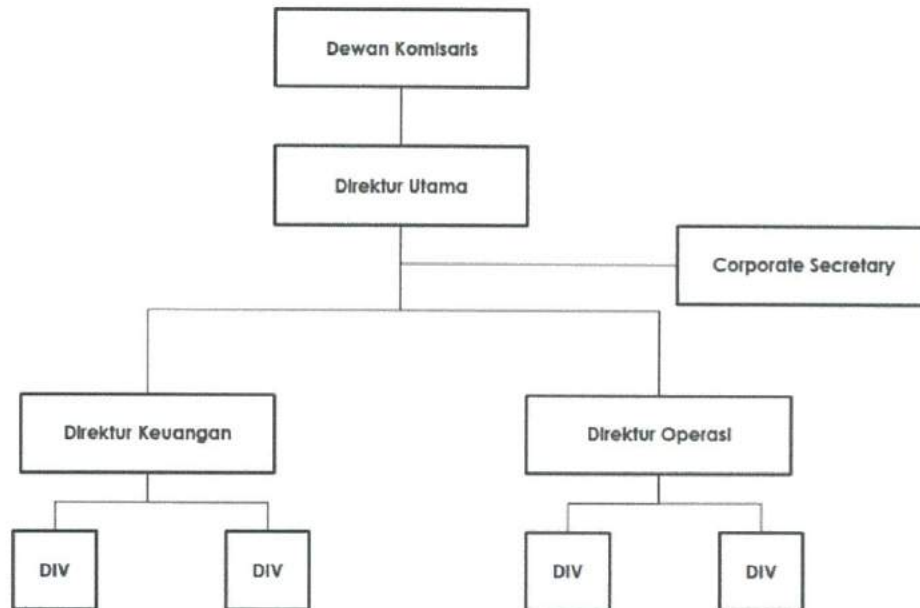 Dewan Komisaris
Direktur Utama
Corporate Secretary
Direktur Keuangan
Direktur Operasi
DIV
DIV
DIV
DIV